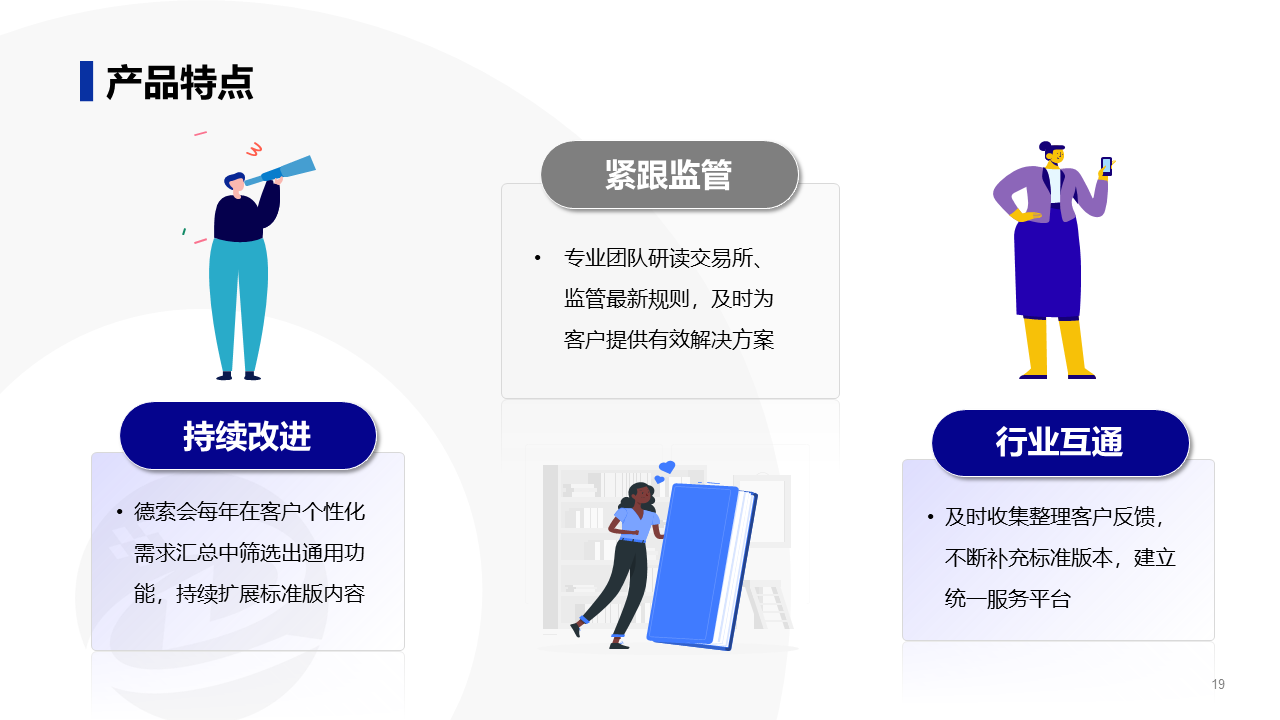 产品特点
紧跟监管
• 专业团队研读交易所、
监管最新规则，及时为
客户提供有效解决方案
持续改进
• 德索会每年在客户个性化
需求汇总中筛选出通用功
能，持续扩展标准版内容
行业互通
• 及时收集整理客户反馈，
不断补充标准版本，建立
统一服务平台
19